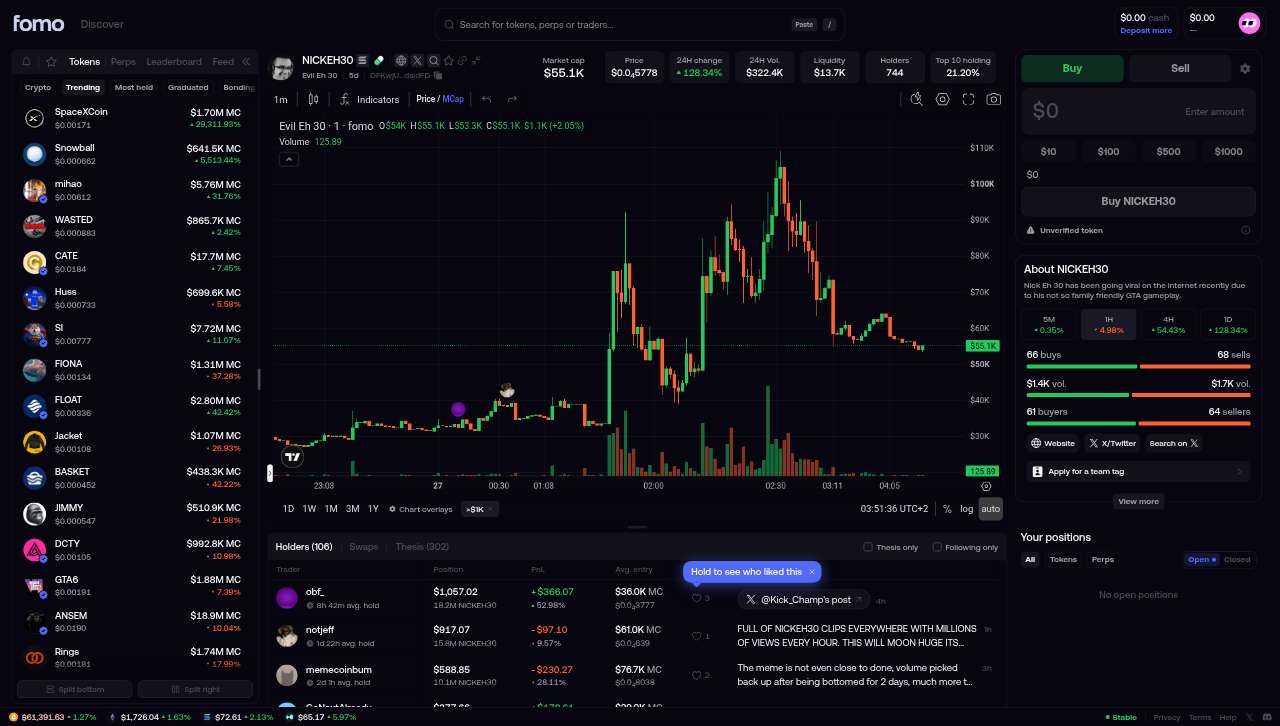 fomo Discover
Search for tokens, perps or traders... Paste /
$0.00 cash
Deposit more
$0.00
—
Tokens Perps Leaderboard Feed
Crypto Trending Most held Graduated Bonding
SpaceXCoin $1.70M MC
$0.00171 29,311.93%
Snowball $641.5K MC
$0.000662 5,513.44%
mihao $5.76M MC
$0.00612 31.76%
WASTED $865.7K MC
$0.000883 2.42%
CATE $17.7M MC
$0.0184 7.45%
Huss $699.6K MC
$0.000733 5.58%
SI $7.72M MC
$0.00777 11.07%
FIONA $1.31M MC
$0.00134 37.28%
FLOAT $2.80M MC
$0.00336 42.42%
Jacket $1.07M MC
$0.00108 26.93%
BASKET $438.3K MC
$0.000452 42.22%
JIMMY $510.9K MC
$0.000547 21.98%
DCTY $992.8K MC
$0.00105 10.98%
GTA6 $1.88M MC
$0.00191 7.39%
ANSEM $18.9M MC
$0.0190 10.04%
Rings $1.74M MC
$0.00181 17.99%
Split bottom Split right
NICKEH30
Evil Eh 30 5d
Market cap
$55.1K
Price
$0.0₄5778
24H change
128.34%
24H Vol.
$322.4K
Liquidity
$13.7K
Holders
744
Top 10 holding
21.20%
1m Indicators Price / MCap
Evil Eh 30 · 1 · fomo O$54K H$55.1K L$53.3K C$55.1K $1.1K (+2.05%)
Volume 125.89
$110K
$100K
$90K
$80K
$70K
$60K
$55.1K
$50K
$40K
$30K
125.89
23:03 27 00:30 01:08 02:00 02:30 03:11 04:05
1D 1W 1M 3M 1Y Chart overlays >$1K
03:51:36 UTC+2 % log auto
Holders (106) Swaps Thesis (302) Thesis only Following only
Trader Position PnL Avg. entry
Hold to see who liked this ×
obf_ $1,057.02 +$366.07 $36.0K MC
8h 42m avg. hold 18.2M NICKEH30 52.98% $0.0₄3777
3 @Kick_Champ's post 4h
notjeff $917.07 -$97.10 $61.0K MC
1d 22h avg. hold 15.8M NICKEH30 9.57% $0.0₄639
1 FULL OF NICKEH30 CLIPS EVERYWHERE WITH MILLIONS 1h
OF VIEWS EVERY HOUR. THIS WILL MOON HUGE ITS...
memecoinbum $588.85 -$230.27 $76.7K MC
2d 1h avg. hold 10.1M NICKEH30 28.11% $0.0₄8038
2 The meme is not even close to done, volume picked 3h
back up after being bottomed for 2 days, much more t...
Buy Sell
$0 Enter amount
$10 $100 $500 $1000
$0
Buy NICKEH30
Unverified token
About NICKEH30
Nick Eh 30 has been going viral on the internet recently due
to his not so family friendly GTA gameplay.
5M 1H 4H 1D
0.35% 4.98% 54.43% 128.34%
66 buys 68 sells
$1.4K vol. $1.7K vol.
61 buyers 64 sellers
Website X/Twitter Search on X
Apply for a team tag
View more
Your positions
All Tokens Perps Open Closed
No open positions
$61,391.63 1.27% $1,726.04 1.63% $72.61 2.13% $65.17 5.97%
Stable Privacy Terms Help